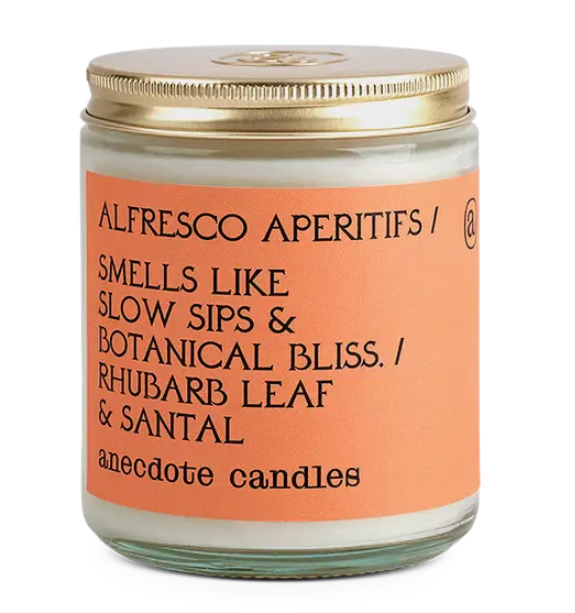 ALFRESCO APERITIFS / a
SMELLS LIKE
SLOW SIPS &
BOTANICAL BLISS. /
RHUBARB LEAF
& SANTAL
anecdote candles